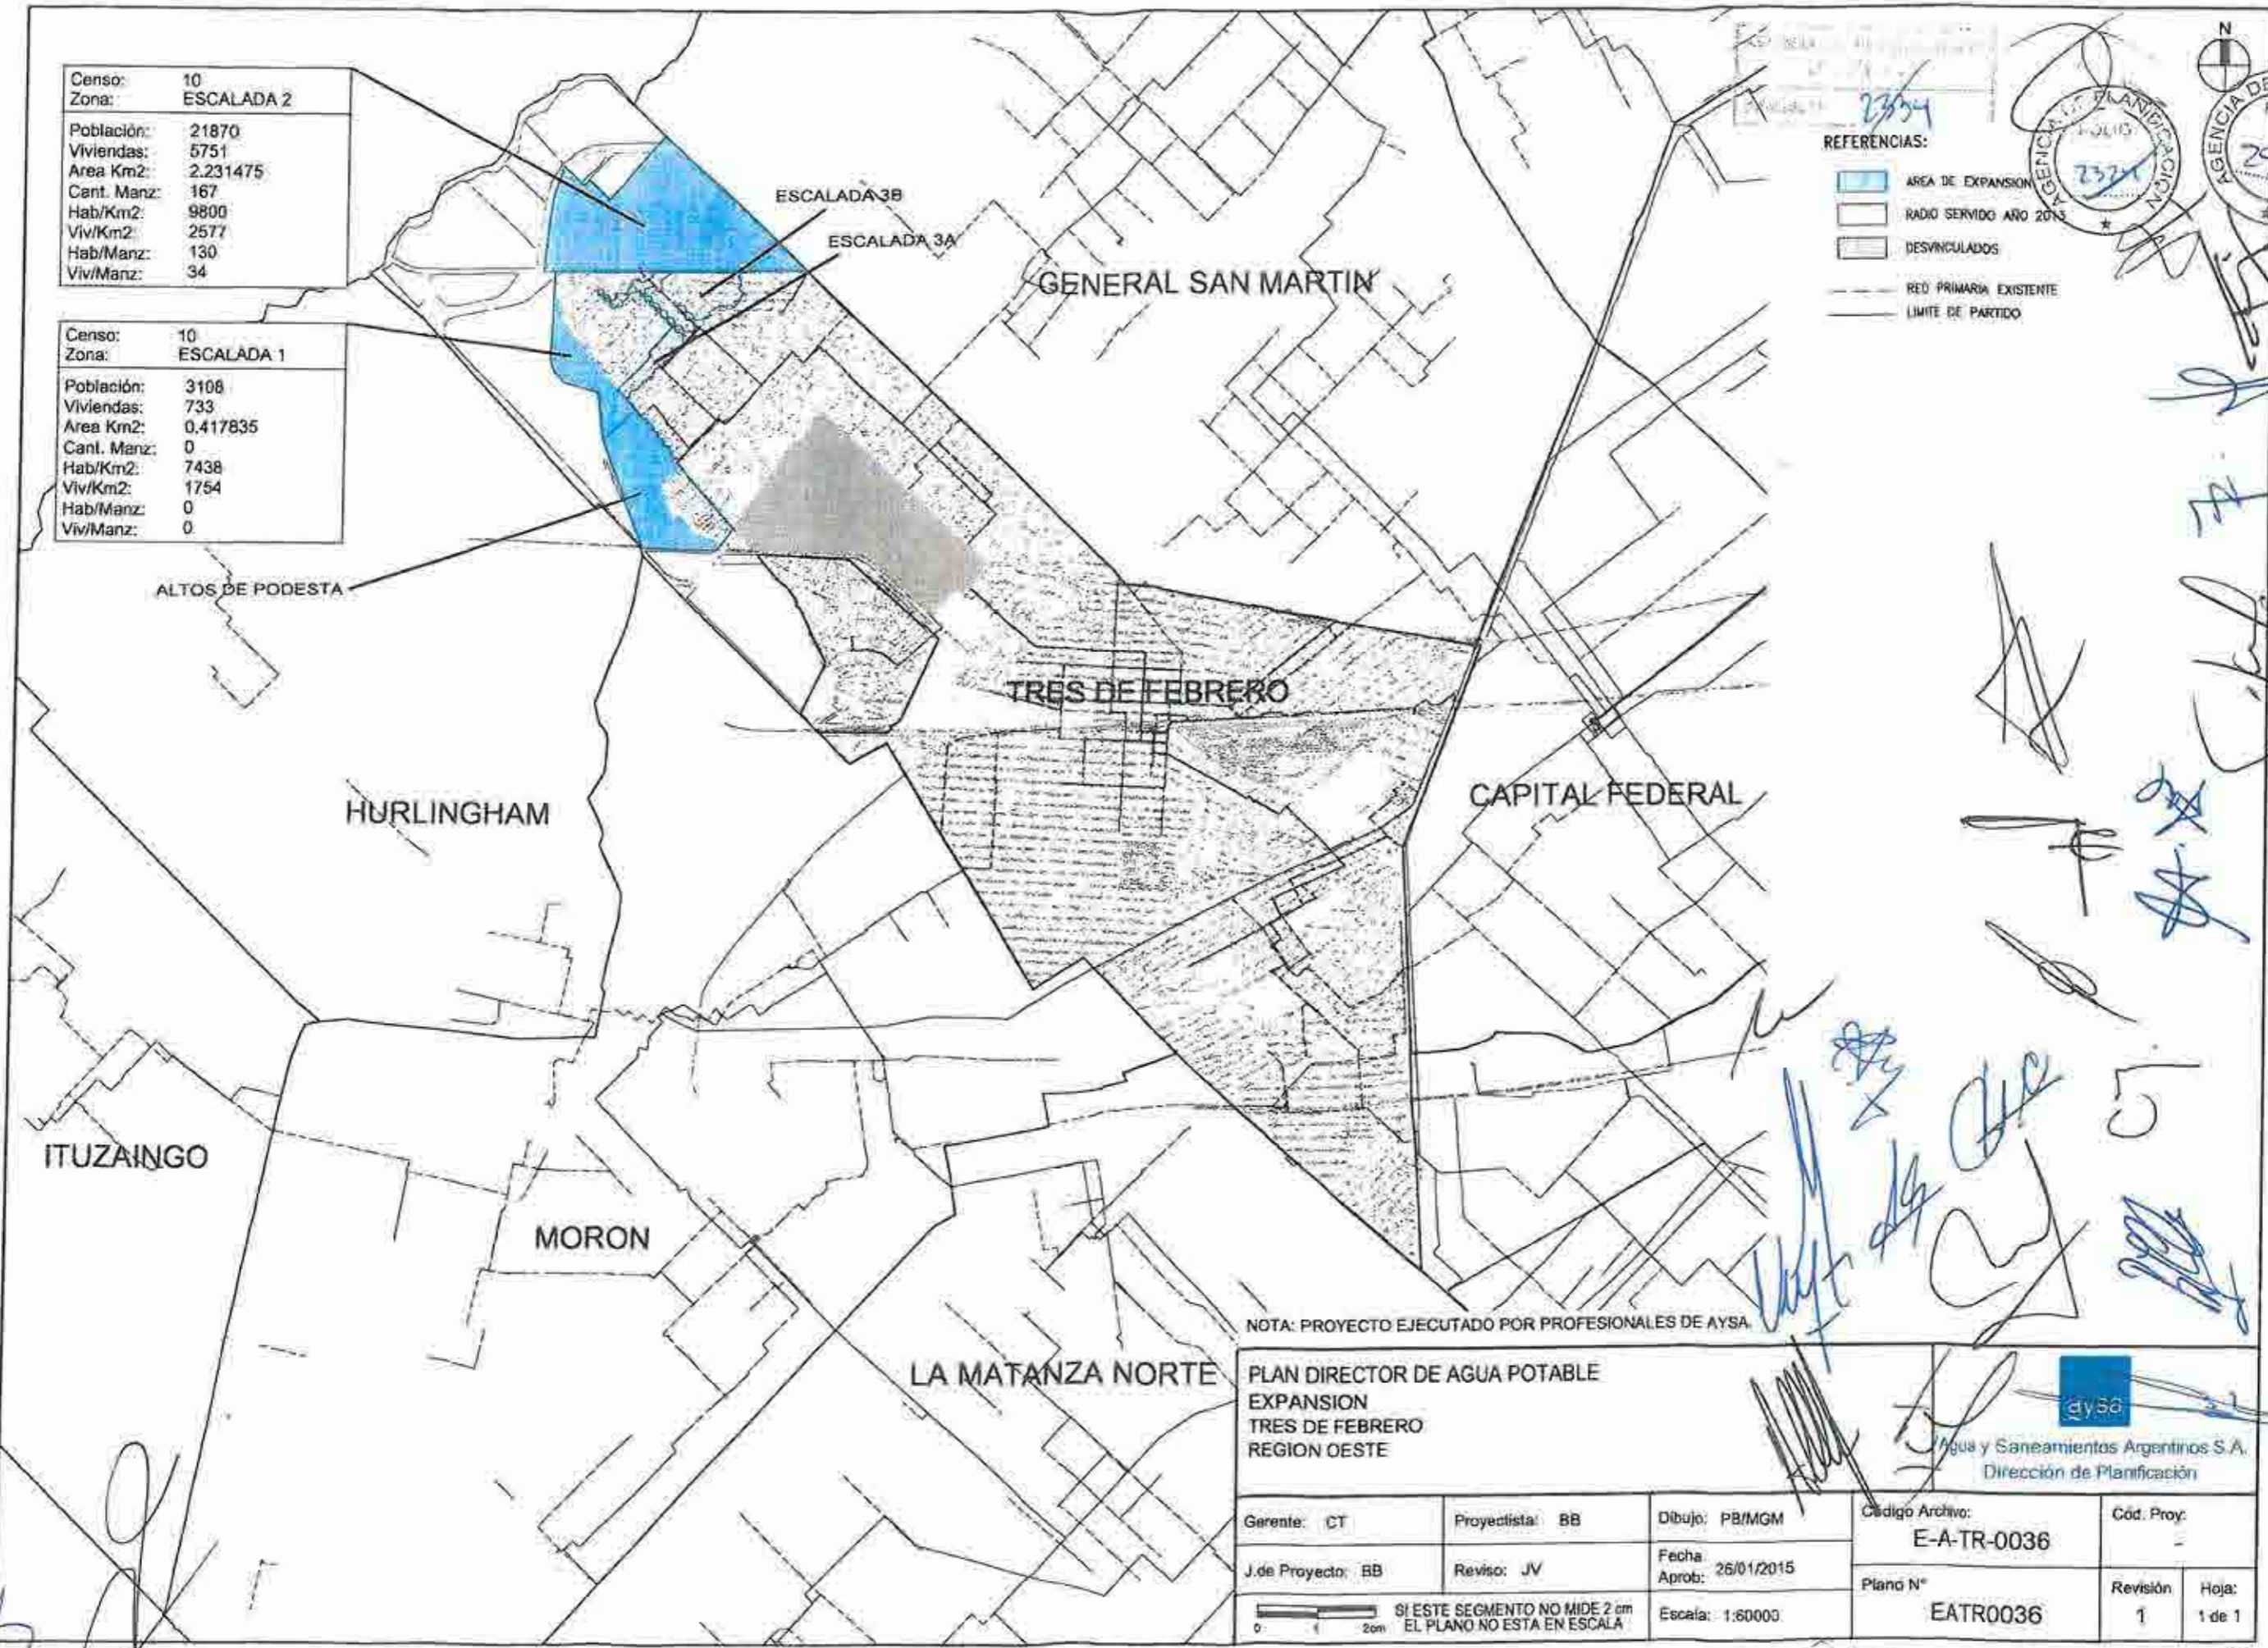 Censo: 10
Zona: ESCALADA 2
Población: 21870
Viviendas: 5751
Area Km2: 2.231475
Cant. Manz: 167
Hab/Km2: 9800
Viv/Km2: 2577
Hab/Manz: 130
Viv/Manz: 34
Censo: 10
Zona: ESCALADA 1
Población: 3108
Viviendas: 733
Area Km2: 0.417835
Cant. Manz: 0
Hab/Km2: 7438
Viv/Km2: 1754
Hab/Manz: 0
Viv/Manz: 0
ALTOS DE PODESTA
ESCALADA 3B
ESCALADA 3A
GENERAL SAN MARTIN
TRES DE FEBRERO
HURLINGHAM
CAPITAL FEDERAL
ITUZAINGO
MORON
LA MATANZA NORTE
N
2354
REFERENCIAS:
AREA DE EXPANSION
RADIO SERVIDO AÑO 2013
DESVINCULADOS
RED PRIMARIA EXISTENTE
LIMITE DE PARTIDO
AGENCIA DE PLANIFICACION
FOLIO
AGENCIA DE
NOTA: PROYECTO EJECUTADO POR PROFESIONALES DE AYSA.
PLAN DIRECTOR DE AGUA POTABLE
EXPANSION
TRES DE FEBRERO
REGION OESTE
aysa
Agua y Saneamientos Argentinos S.A.
Dirección de Planificación
Gerente: CT
Proyectista: BB
Dibujo: PB/MGM
Código Archivo:
E-A-TR-0036
Cód. Proy:
-
J.de Proyecto: BB
Reviso: JV
Fecha
Aprob: 26/01/2015
Plano N°
EATR0036
Revisión
1
Hoja:
1 de 1
0 1 2cm
SI ESTE SEGMENTO NO MIDE 2 cm
EL PLANO NO ESTA EN ESCALA
Escala: 1:60000